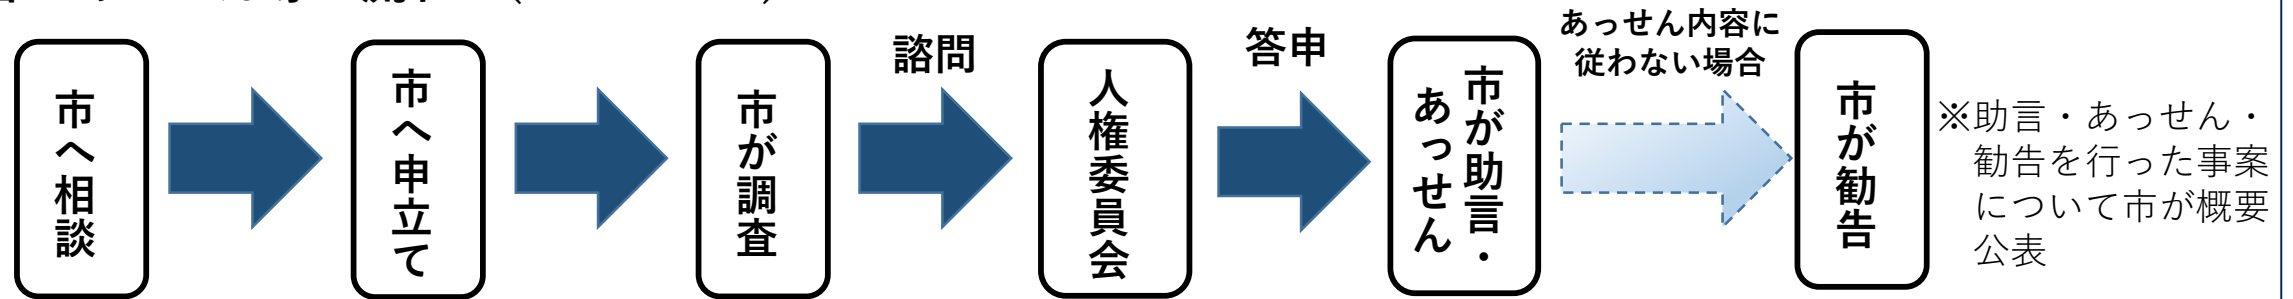 市へ相談
市へ申立て
市が調査
諮問
人権委員会
答申
市が助言・
あっせん
あっせん内容に
従わない場合
市が勧告
※助言・あっせん・
勧告を行った事案
について市が概要
公表